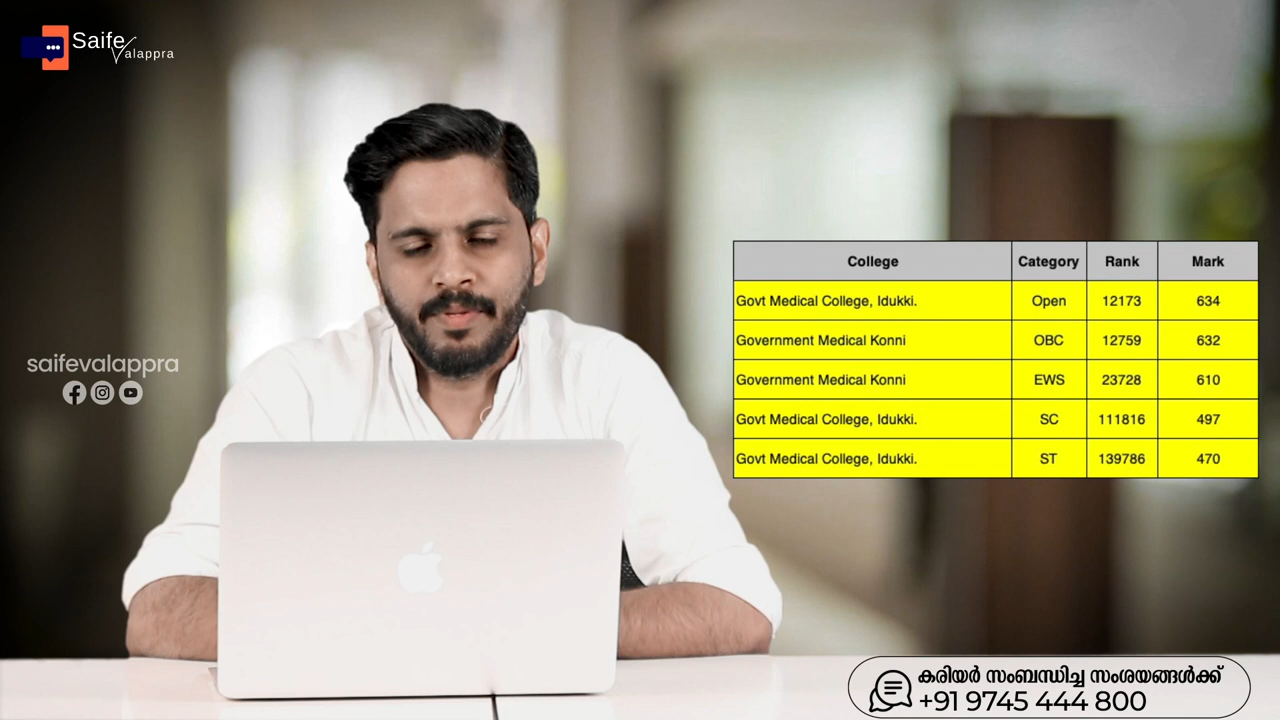 Saife
Valappra
saifevalappra
College Category Rank Mark
Govt Medical College, Idukki. Open 12173 634
Government Medical Konni OBC 12759 632
Government Medical Konni EWS 23728 610
Govt Medical College, Idukki. SC 111816 497
Govt Medical College, Idukki. ST 139786 470
കരിയർ സംബന്ധിച്ച സംശയങ്ങൾക്ക്
+91 9745 444 800